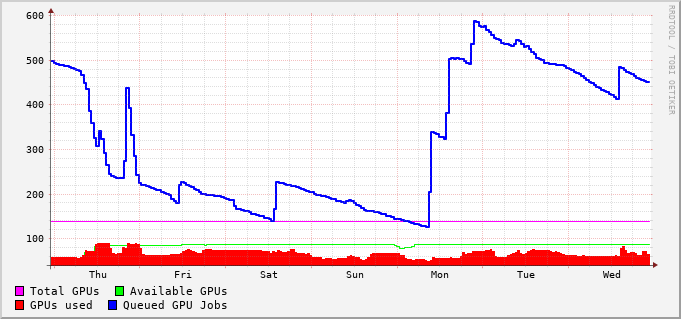 600
500
400
300
200
100
Thu Fri Sat Sun Mon Tue Wed
Total GPUs Available GPUs
GPUs used Queued GPU Jobs
RRDTOOL / TOBI OETIKER